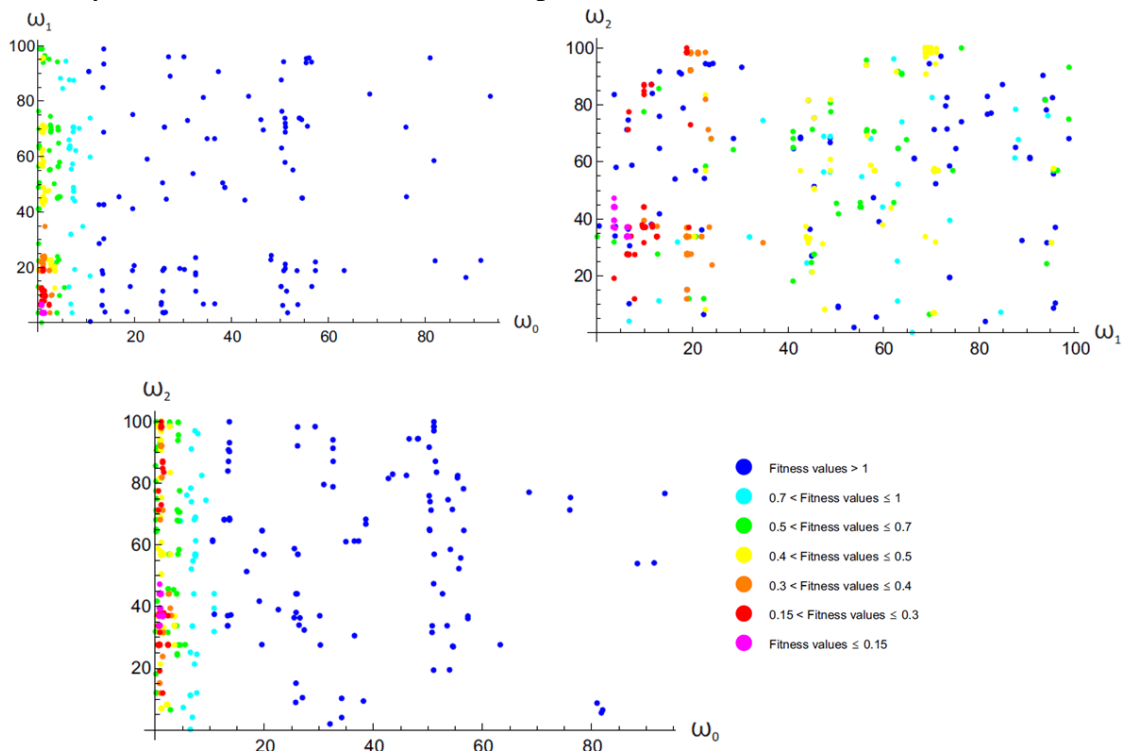 ω₁
100
80
60
40
20
0
20
40
60
80
ω₀
ω₂
100
80
60
40
20
20
40
60
80
100
ω₁
ω₂
100
80
60
40
20
20
40
60
80
ω₀
Fitness values > 1
0.7 < Fitness values ≤ 1
0.5 < Fitness values ≤ 0.7
0.4 < Fitness values ≤ 0.5
0.3 < Fitness values ≤ 0.4
0.15 < Fitness values ≤ 0.3
Fitness values ≤ 0.15